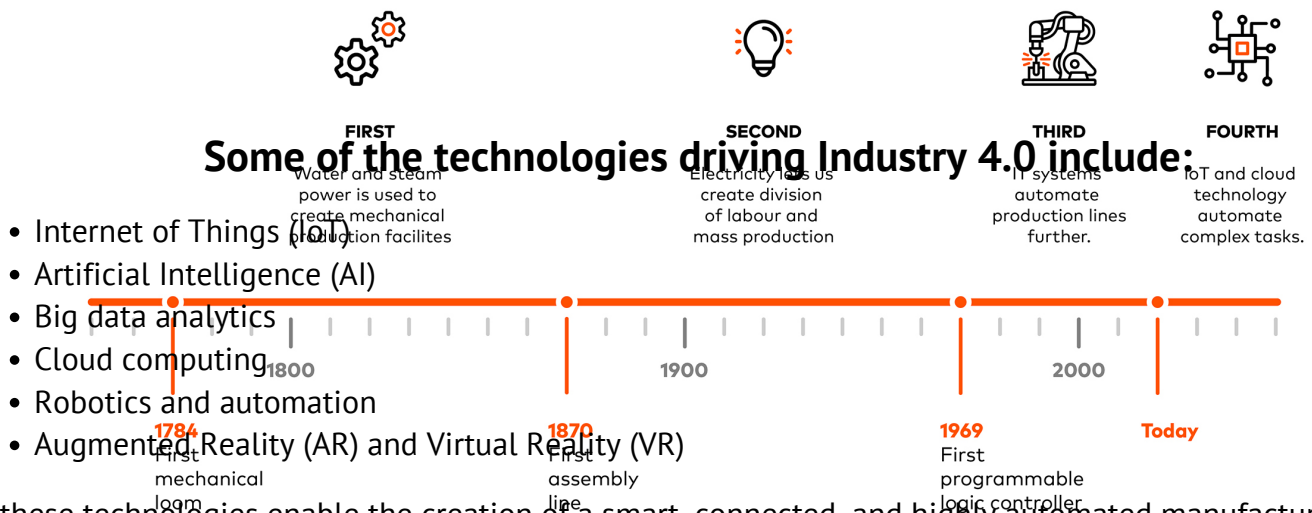 FIRST
SECOND
THIRD
FOURTH
Some of the technologies driving Industry 4.0 include:
Water and steam
power is used to
create mechanical
production facilites
Electricity lets us
create division
of labour and
mass production
IT systems
automate
production lines
further.
IoT and cloud
technology
automate
complex tasks.
• Internet of Things (IoT)
• Artificial Intelligence (AI)
• Big data analytics
• Cloud computing
• Robotics and automation
• Augmented Reality (AR) and Virtual Reality (VR)
1800
1900
2000
1784
First
mechanical
loom
1870
First
assembly
line
1969
First
programmable
logic controller
Today
these technologies enable the creation of a smart, connected, and highly automated